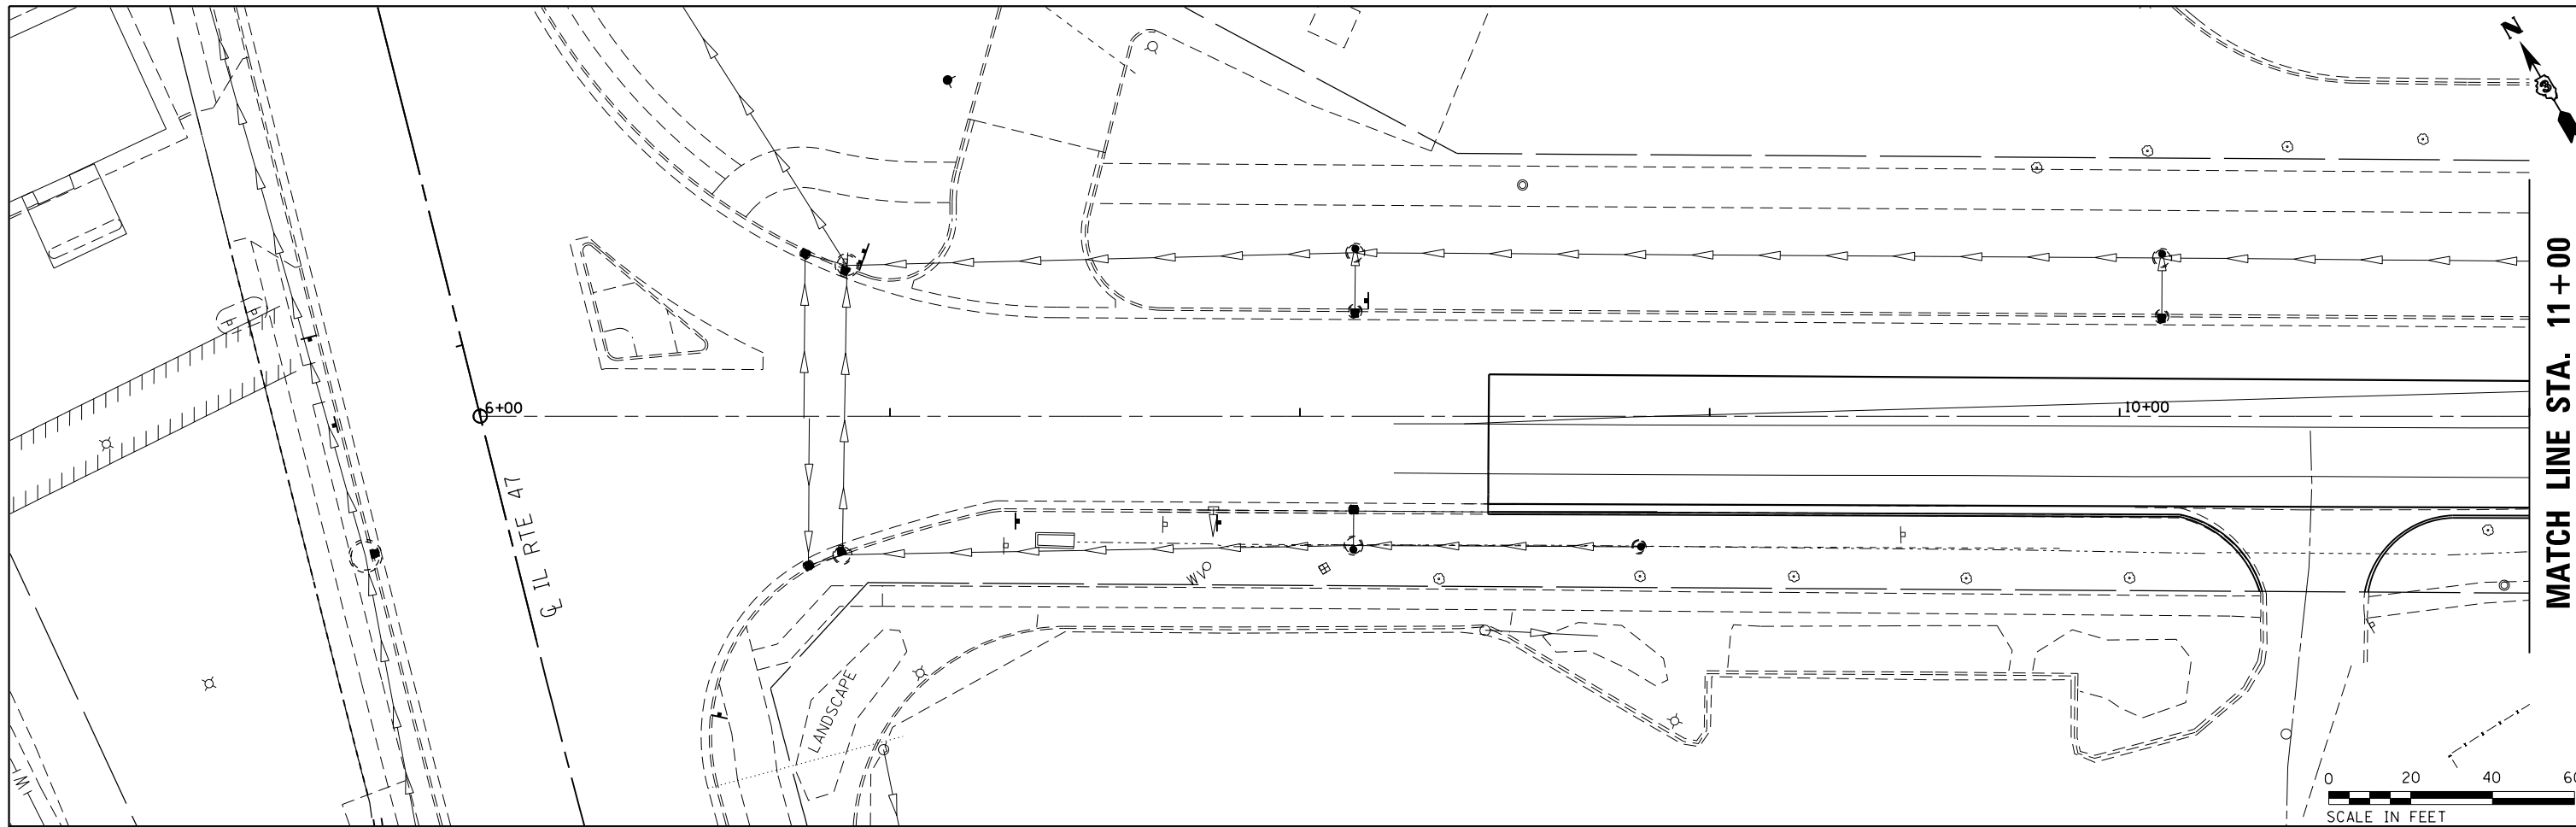 N
6+00
10+00
MATCH LINE STA. 11+00
℄ IL RTE 47
WV
LANDSCAPE
W
0 20 40 60
SCALE IN FEET